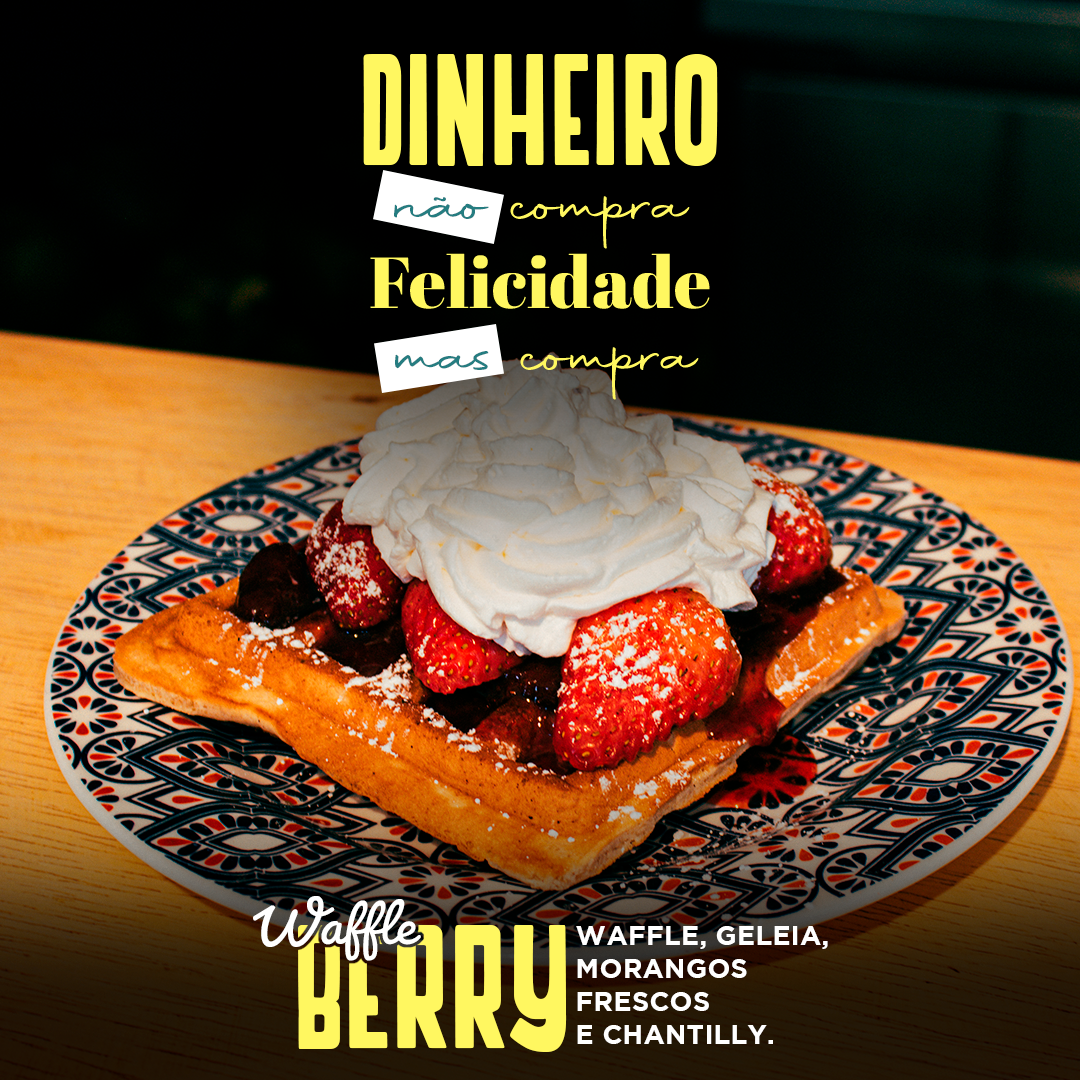 DINHEIRO
não compra
Felicidade
mas compra
Waffle
BERRY
WAFFLE, GELEIA,
MORANGOS
FRESCOS
E CHANTILLY.